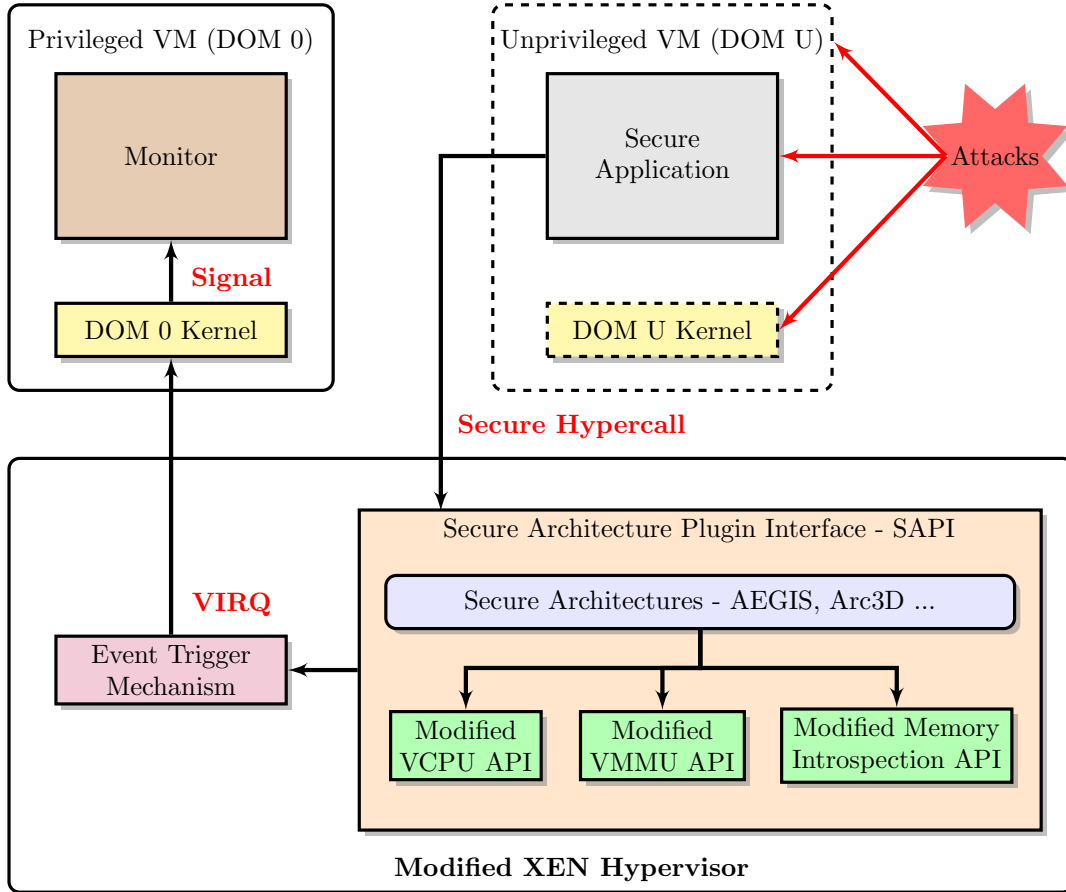 Privileged VM (DOM 0)
Monitor
Signal
DOM 0 Kernel
Unprivileged VM (DOM U)
Secure
Application
DOM U Kernel
Attacks
Secure Hypercall
Secure Architecture Plugin Interface - SAPI
Secure Architectures - AEGIS, Arc3D ...
VIRQ
Event Trigger
Mechanism
Modified
VCPU API
Modified
VMMU API
Modified Memory
Introspection API
Modified XEN Hypervisor